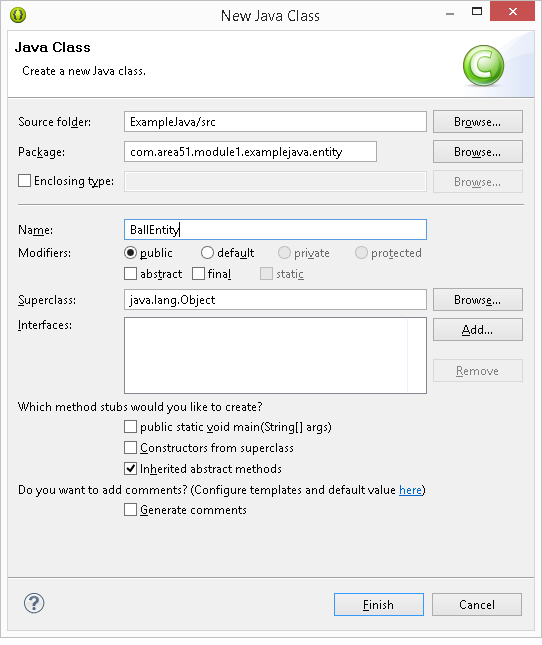 New Java Class
Java Class
Create a new Java class.
C
Source folder: ExampleJava/src Browse...
Package: com.area51.module1.examplejava.entity Browse...
Enclosing type: Browse...
Name: BallEntity
Modifiers: public default private protected
abstract final static
Superclass: java.lang.Object Browse...
Interfaces: Add...
Remove
Which method stubs would you like to create?
public static void main(String[] args)
Constructors from superclass
Inherited abstract methods
Do you want to add comments? (Configure templates and default value here)
Generate comments
? Finish Cancel